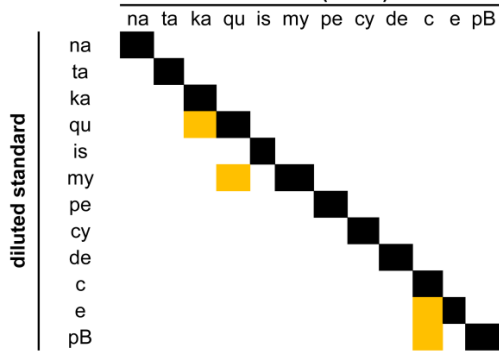 na ta ka qu is my pe cy de c e pB
diluted standard
na
ta
ka
qu
is
my
pe
cy
de
c
e
pB